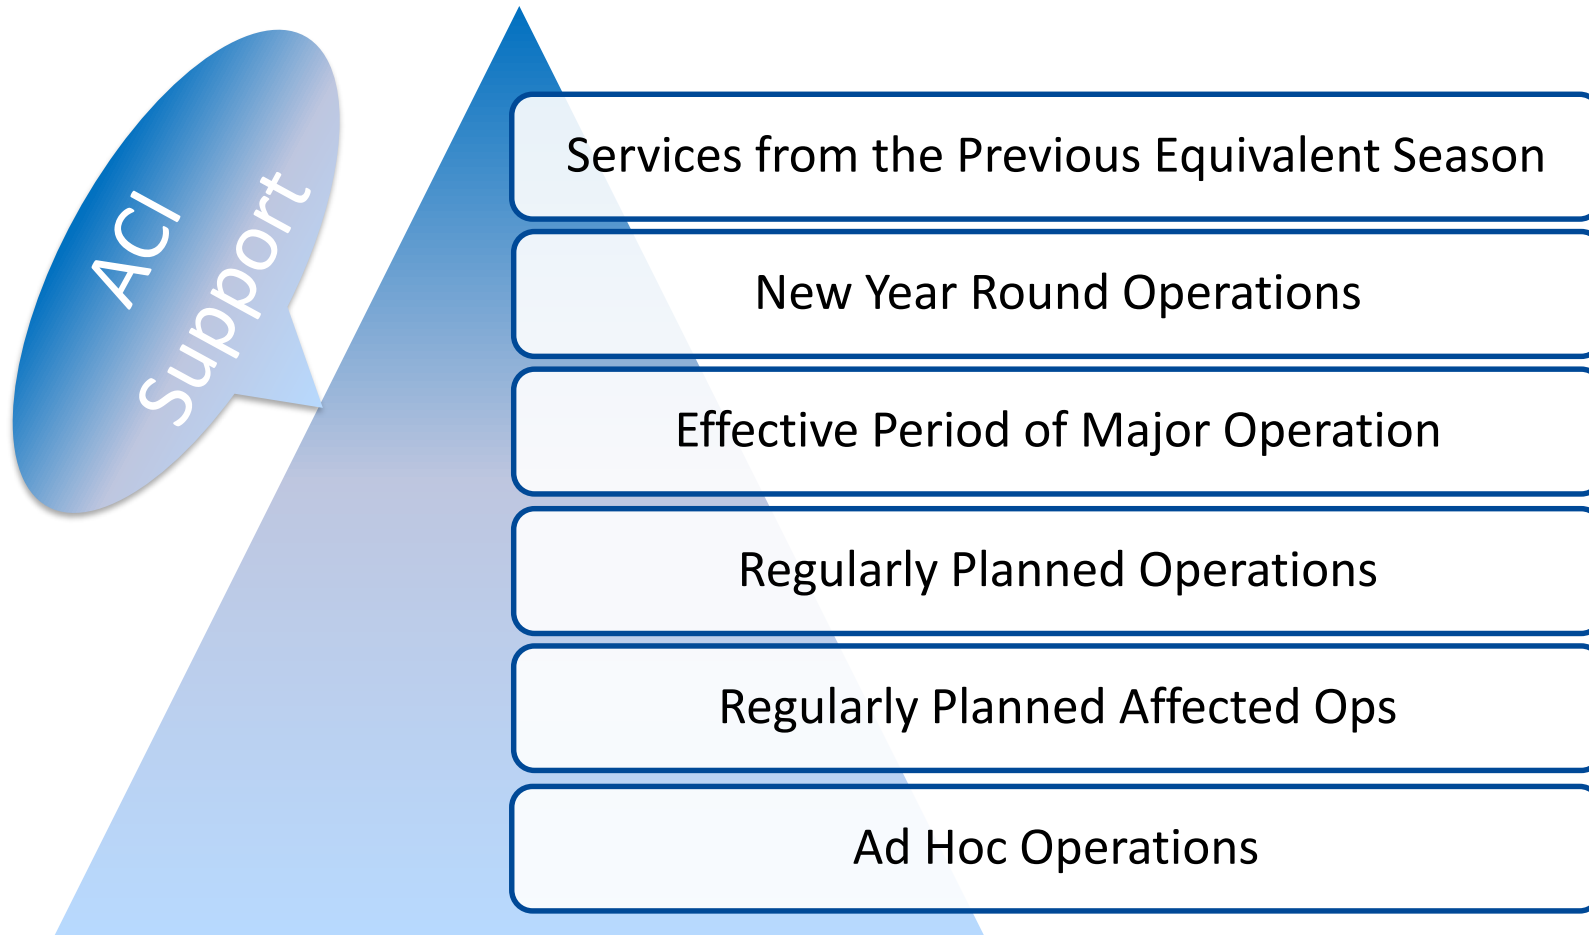 ACI
Support
Services from the Previous Equivalent Season
New Year Round Operations
Effective Period of Major Operation
Regularly Planned Operations
Regularly Planned Affected Ops
Ad Hoc Operations